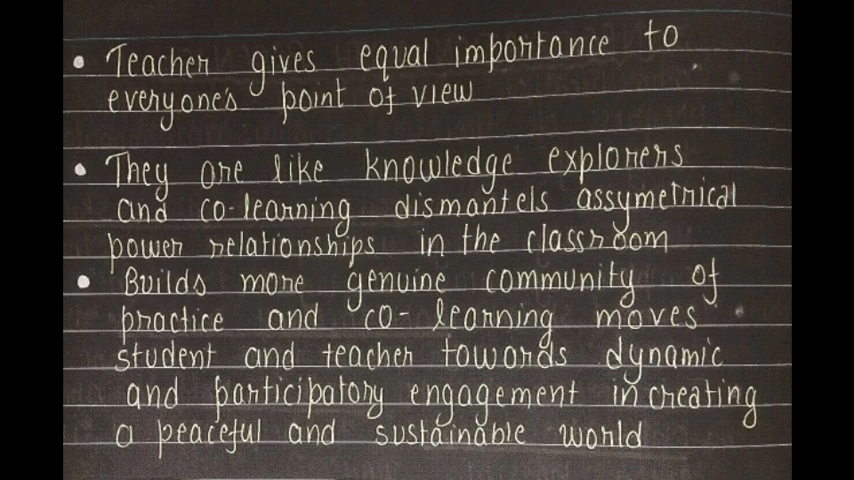 • Teacher gives equal importance to
everyone's point of view
• They are like knowledge explorers
and co-learning dismantels assymetrical
power relationships in the classroom
• Builds more genuine community of
practice and co-learning moves
student and teacher towards dynamic
and participatory engagement in creating
a peaceful and sustainable world